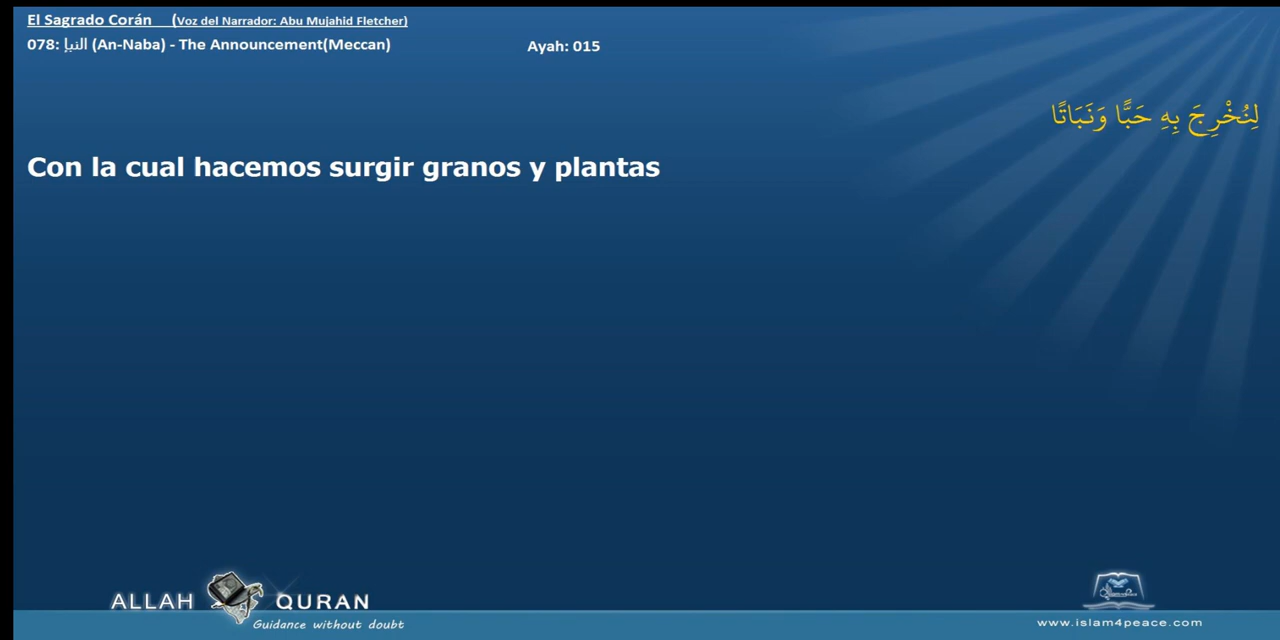 El Sagrado Corán (Voz del Narrador: Abu Mujahid Fletcher)
078: النبإ (An-Naba) - The Announcement(Meccan) Ayah: 015
لِنُخْرِجَ بِهِ حَبًّا وَنَبَاتًا
Con la cual hacemos surgir granos y plantas
ALLAH QURAN
Guidance without doubt
www.islam4peace.com